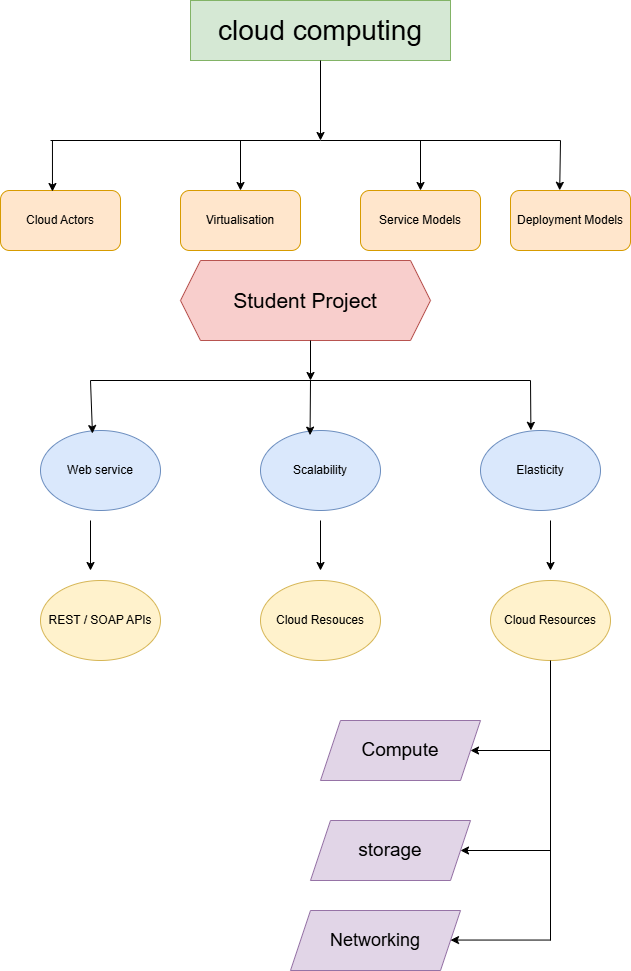 cloud computing
Cloud Actors
Virtualisation
Service Models
Deployment Models
Student Project
Web service
Scalability
Elasticity
REST / SOAP APIs
Cloud Resouces
Cloud Resources
Compute
storage
Networking